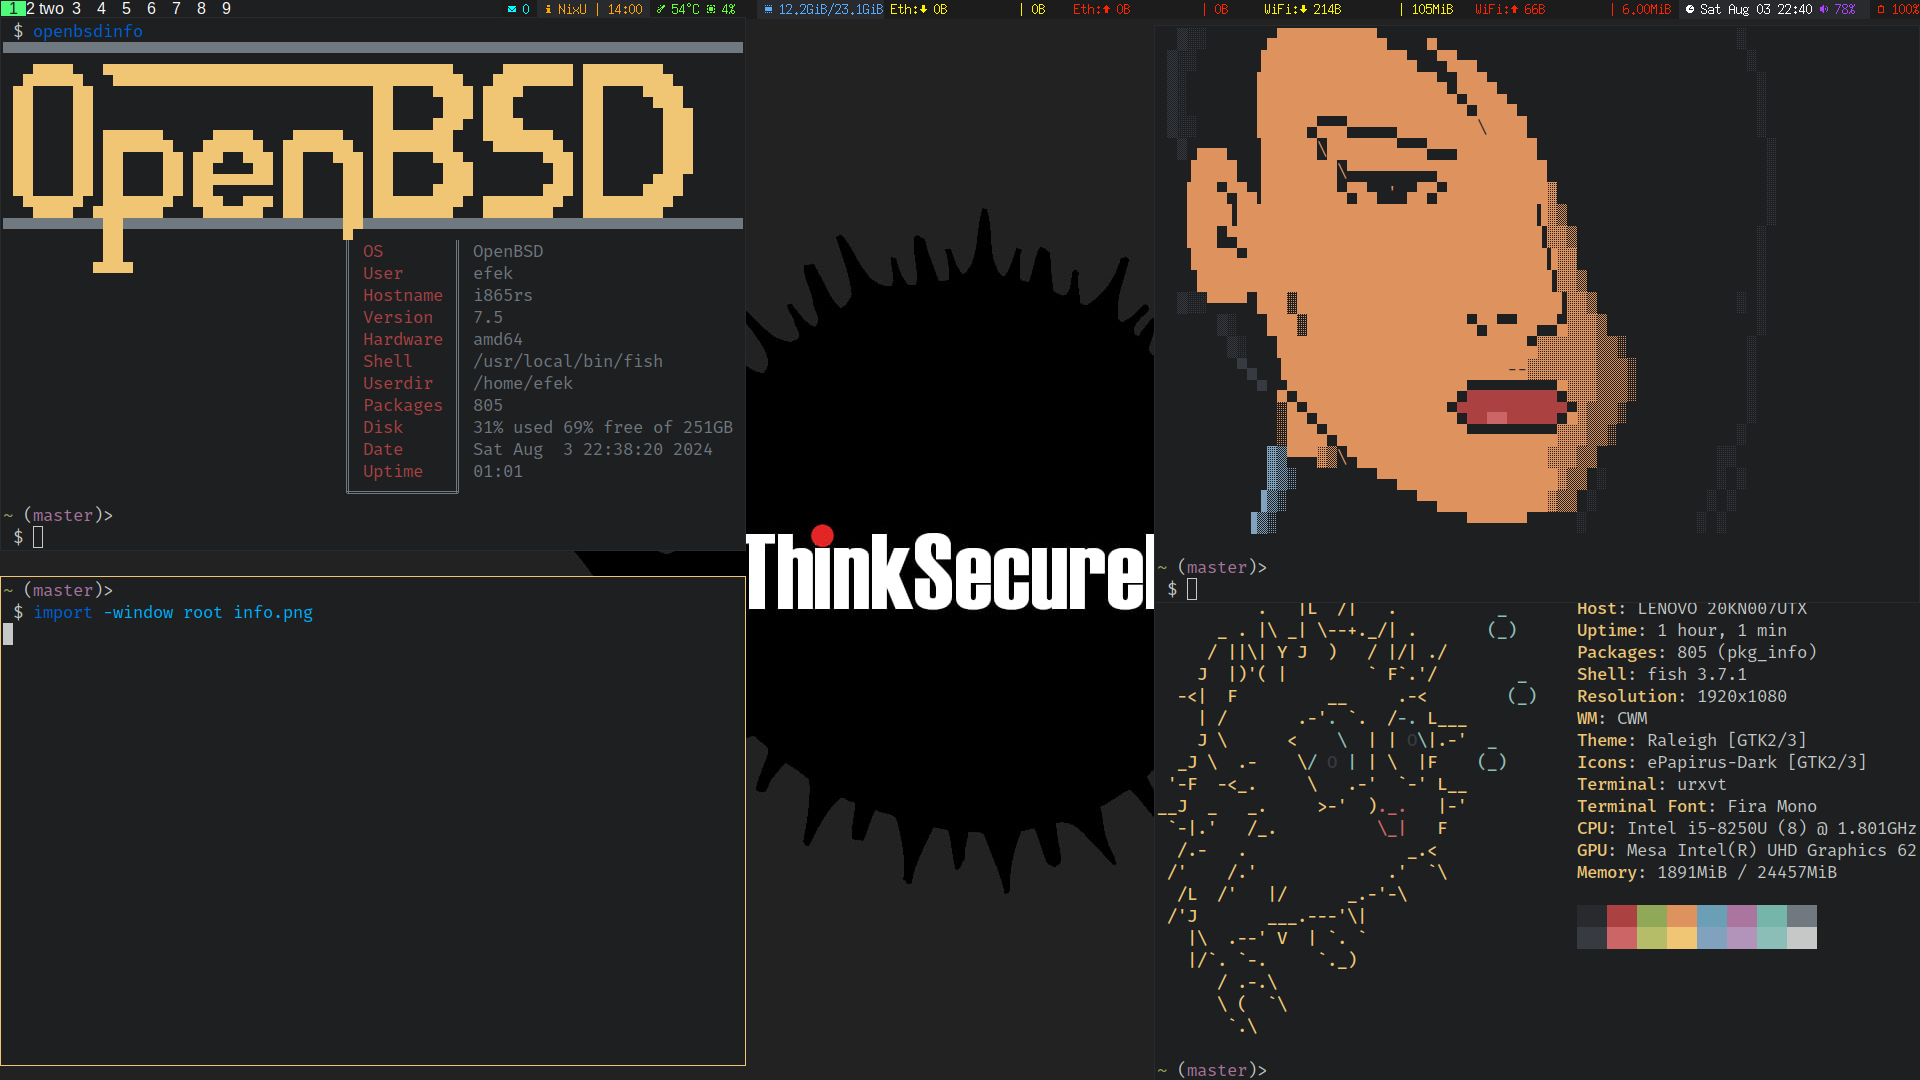 1 2 two 3 4 5 6 7 8 9
0 NixU | 14:00 54°C 4% 12.2GiB/23.1GiB Eth: 0B | 0B Eth: 0B | 0B WiFi: 214B | 105MiB WiFi: 66B | 6.00MiB Sat Aug 03 22:40 78% 100%
$ openbsdinfo
OpenBSD
OS OpenBSD
User efek
Hostname i865rs
Version 7.5
Hardware amd64
Shell /usr/local/bin/fish
Userdir /home/efek
Packages 805
Disk 31% used 69% free of 251GB
Date Sat Aug  3 22:38:20 2024
Uptime 01:01
~ (master)>
$
~ (master)>
$ import -window root info.png
ThinkSecure
~ (master)>
$
Host: LENOVO 20KN007UTX
Uptime: 1 hour, 1 min
Packages: 805 (pkg_info)
Shell: fish 3.7.1
Resolution: 1920x1080
WM: CWM
Theme: Raleigh [GTK2/3]
Icons: ePapirus-Dark [GTK2/3]
Terminal: urxvt
Terminal Font: Fira Mono
CPU: Intel i5-8250U (8) @ 1.801GHz
GPU: Mesa Intel(R) UHD Graphics 62
Memory: 1891MiB / 24457MiB
~ (master)>